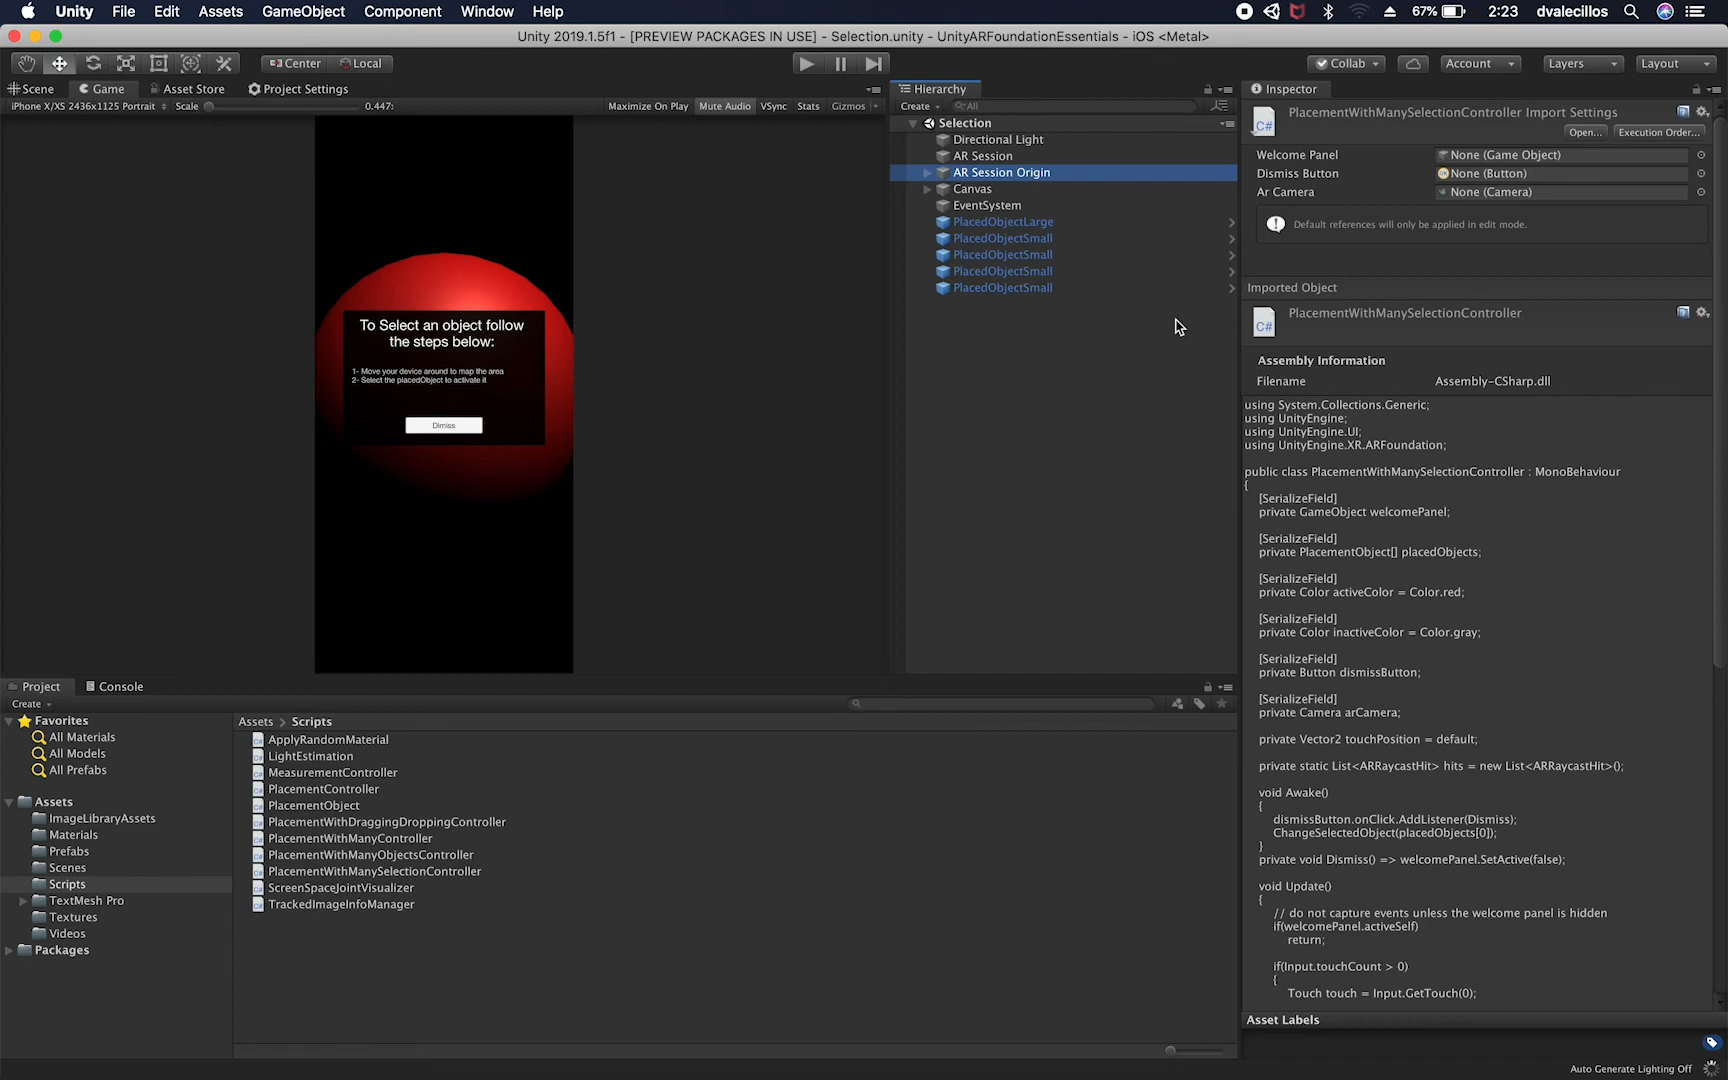 Unity File Edit Assets GameObject Component Window Help 67% 2:23 dvalecillos
Unity 2019.1.5f1 - [PREVIEW PACKAGES IN USE] - Selection.unity - UnityARFoundationEssentials - iOS <Metal>
Center Local Collab Account Layers Layout
Scene Game Asset Store Project Settings
iPhone X/XS 2436x1125 Portrait Scale 0.447: Maximize On Play Mute Audio VSync Stats Gizmos
To Select an object follow
the steps below:
1- Move your device around to map the area
2- Select the placedObject to activate it
Dimiss
Hierarchy
Create All
Selection
Directional Light
AR Session
AR Session Origin
Canvas
EventSystem
PlacedObjectLarge
PlacedObjectSmall
PlacedObjectSmall
PlacedObjectSmall
PlacedObjectSmall
Inspector
C# PlacementWithManySelectionController Import Settings
Open... Execution Order...
Welcome Panel None (Game Object)
Dismiss Button None (Button)
Ar Camera None (Camera)
Default references will only be applied in edit mode.
Imported Object
C# PlacementWithManySelectionController
Assembly Information
Filename Assembly-CSharp.dll
using System.Collections.Generic;
using UnityEngine;
using UnityEngine.UI;
using UnityEngine.XR.ARFoundation;
public class PlacementWithManySelectionController : MonoBehaviour
{
[SerializeField]
private GameObject welcomePanel;
[SerializeField]
private PlacementObject[] placedObjects;
[SerializeField]
private Color activeColor = Color.red;
[SerializeField]
private Color inactiveColor = Color.gray;
[SerializeField]
private Button dismissButton;
[SerializeField]
private Camera arCamera;
private Vector2 touchPosition = default;
private static List<ARRaycastHit> hits = new List<ARRaycastHit>();
void Awake()
{
dismissButton.onClick.AddListener(Dismiss);
ChangeSelectedObject(placedObjects[0]);
}
private void Dismiss() => welcomePanel.SetActive(false);
void Update()
{
// do not capture events unless the welcome panel is hidden
if(welcomePanel.activeSelf)
return;
if(Input.touchCount > 0)
{
Touch touch = Input.GetTouch(0);
Asset Labels
Auto Generate Lighting Off
Project Console
Create
Favorites
All Materials
All Models
All Prefabs
Assets
ImageLibraryAssets
Materials
Prefabs
Scenes
Scripts
TextMesh Pro
Textures
Videos
Packages
Assets > Scripts
ApplyRandomMaterial
LightEstimation
MeasurementController
PlacementController
PlacementObject
PlacementWithDraggingDroppingController
PlacementWithManyController
PlacementWithManyObjectsController
PlacementWithManySelectionController
ScreenSpaceJointVisualizer
TrackedImageInfoManager